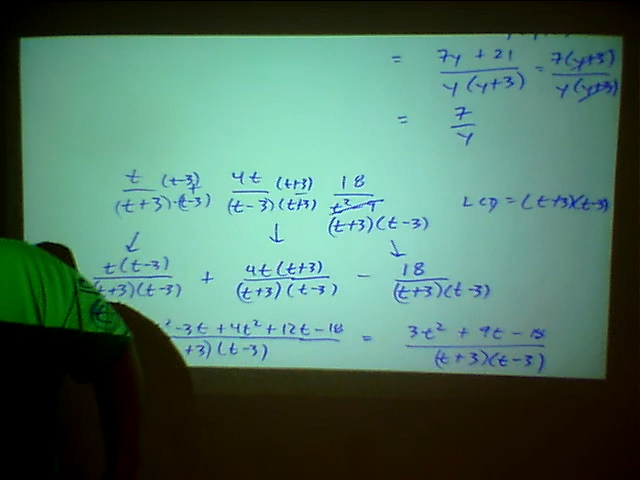 = 7y + 21 / y(y+3) = 7(y+3) / y(y+3)
= 7 / y
t / (t+3) · (t-3) / (t-3) + 4t / (t-3) (t+3) / (t+3) 18 / t² - 9 (t+3)(t-3) LCD = (t+3)(t-3)
↓ ↓ ↓
t(t-3) / (t+3)(t-3) + 4t(t+3) / (t+3)(t-3) - 18 / (t+3)(t-3)
² - 3t + 4t² + 12t - 18 / +3)(t-3) = 3t² + 9t - 18 / (t+3)(t-3)